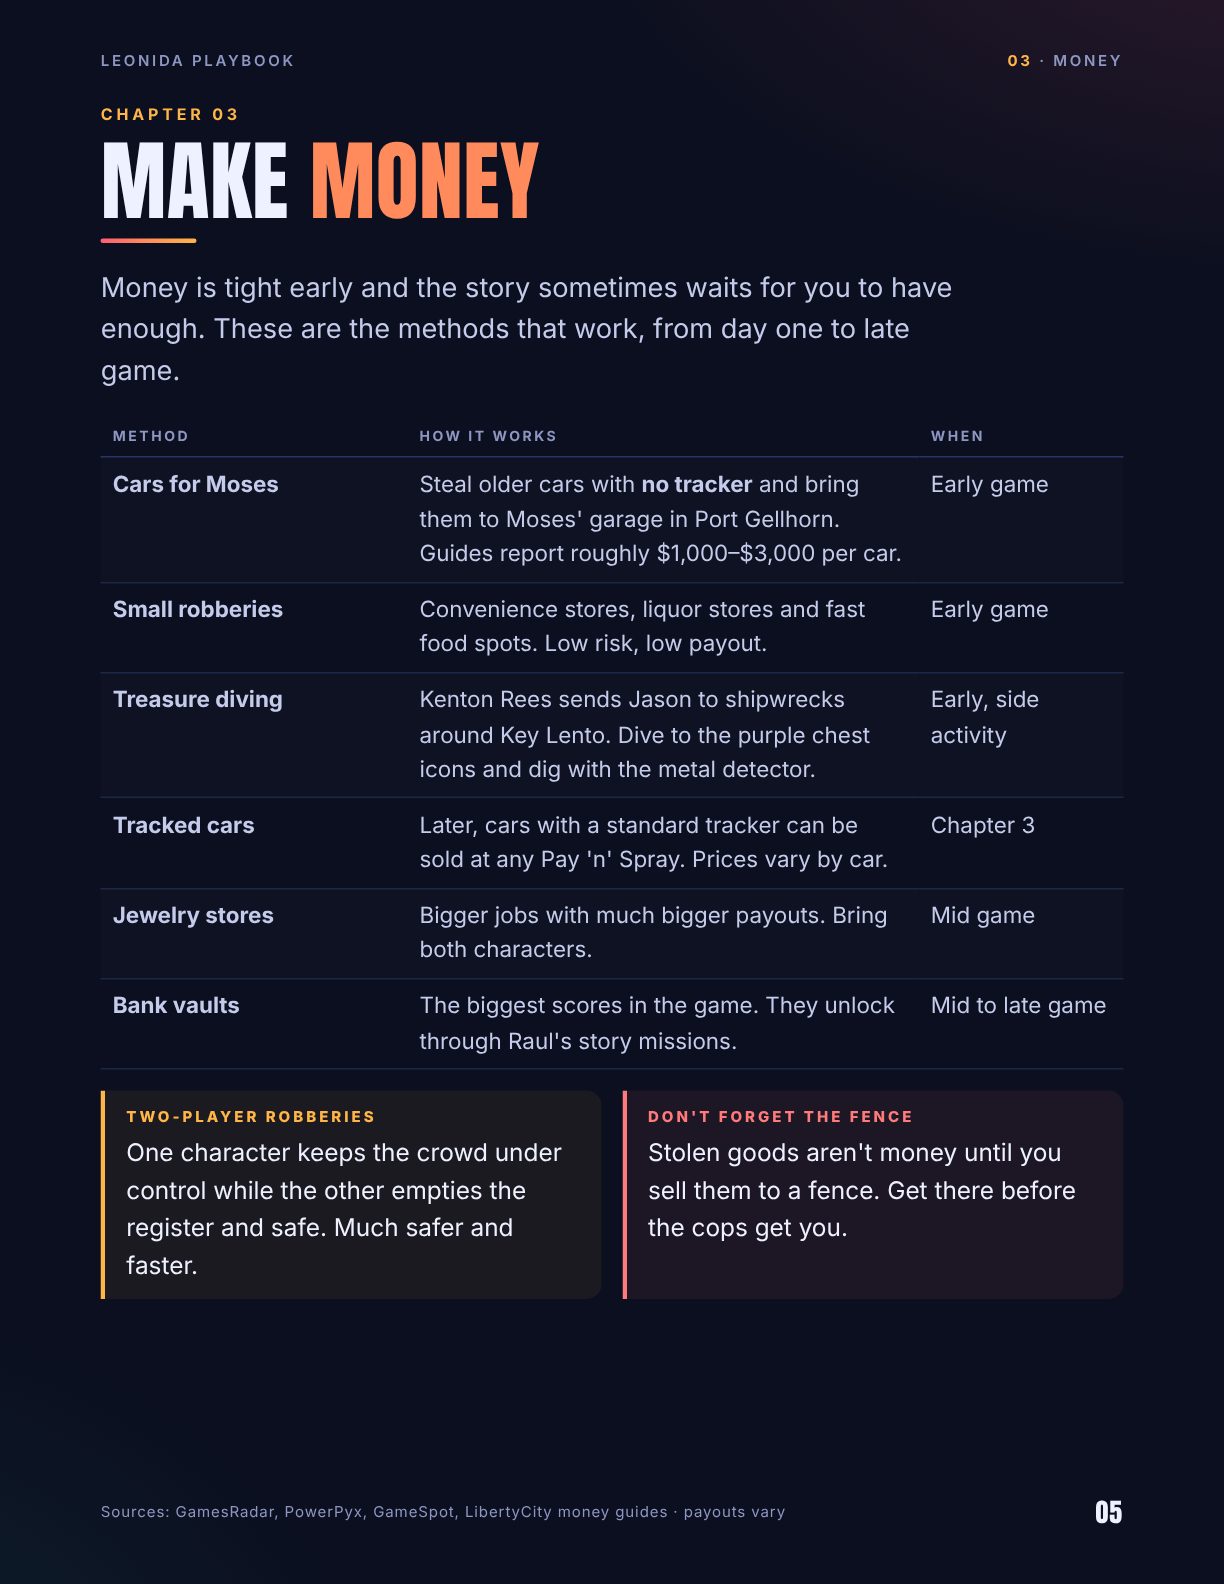 LEONIDA PLAYBOOK
03 · MONEY
CHAPTER 03
MAKE MONEY
Money is tight early and the story sometimes waits for you to have
enough. These are the methods that work, from day one to late
game.
METHOD HOW IT WORKS WHEN
Cars for Moses
Steal older cars with no tracker and bring
them to Moses' garage in Port Gellhorn.
Guides report roughly $1,000–$3,000 per car.
Early game
Small robberies
Convenience stores, liquor stores and fast
food spots. Low risk, low payout.
Early game
Treasure diving
Kenton Rees sends Jason to shipwrecks
around Key Lento. Dive to the purple chest
icons and dig with the metal detector.
Early, side
activity
Tracked cars
Later, cars with a standard tracker can be
sold at any Pay 'n' Spray. Prices vary by car.
Chapter 3
Jewelry stores
Bigger jobs with much bigger payouts. Bring
both characters.
Mid game
Bank vaults
The biggest scores in the game. They unlock
through Raul's story missions.
Mid to late game
TWO-PLAYER ROBBERIES
One character keeps the crowd under
control while the other empties the
register and safe. Much safer and
faster.
DON'T FORGET THE FENCE
Stolen goods aren't money until you
sell them to a fence. Get there before
the cops get you.
Sources: GamesRadar, PowerPyx, GameSpot, LibertyCity money guides · payouts vary
05